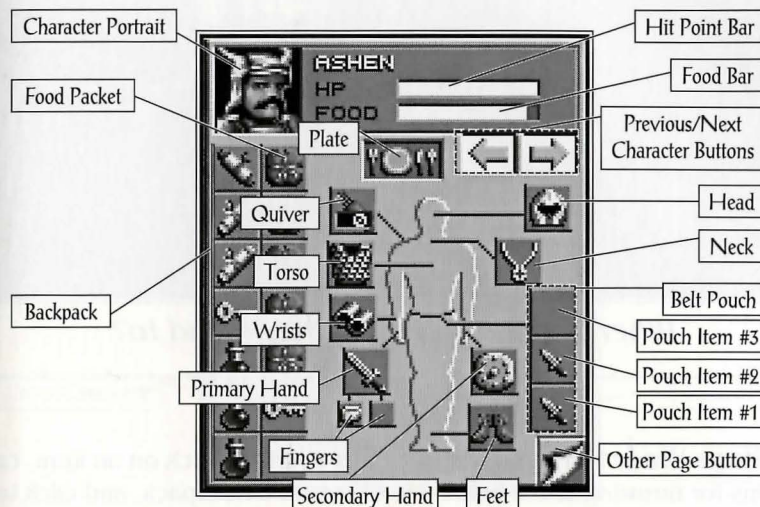 Character Portrait
Hit Point Bar
ASHEN
HP
FOOD
Food Bar
Food Packet
Previous/Next
Character Buttons
Plate
Quiver
Head
Neck
Torso
Belt Pouch
Backpack
Wrists
Pouch Item #3
Pouch Item #2
Primary Hand
Pouch Item #1
Fingers
Other Page Button
Secondary Hand
Feet